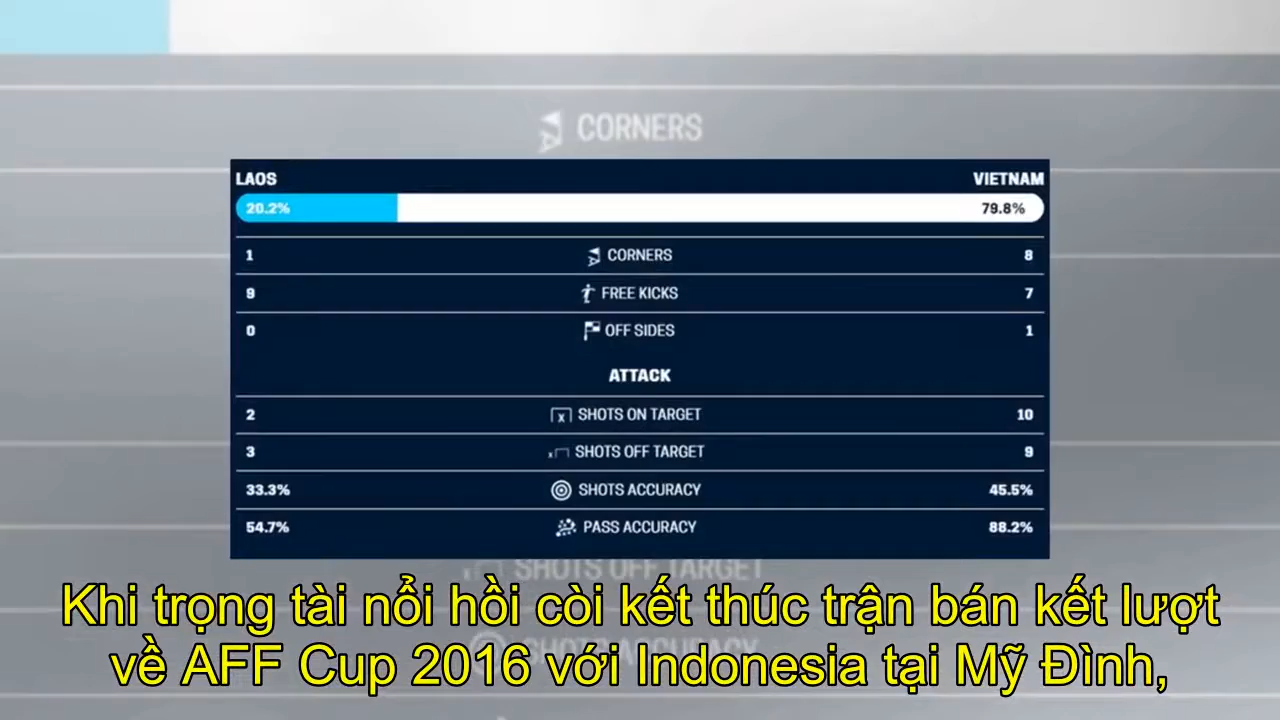 CORNERS
LAOS VIETNAM
20.2% 79.8%
1 CORNERS 8
9 FREE KICKS 7
0 OFF SIDES 1
ATTACK
2 SHOTS ON TARGET 10
3 SHOTS OFF TARGET 9
33.3% SHOTS ACCURACY 45.5%
54.7% PASS ACCURACY 88.2%
SHOTS OFF TARGET
Khi trọng tài nổi hồi còi kết thúc trận bán kết lượt
SHOTS ACCURACY
về AFF Cup 2016 với Indonesia tại Mỹ Đình,